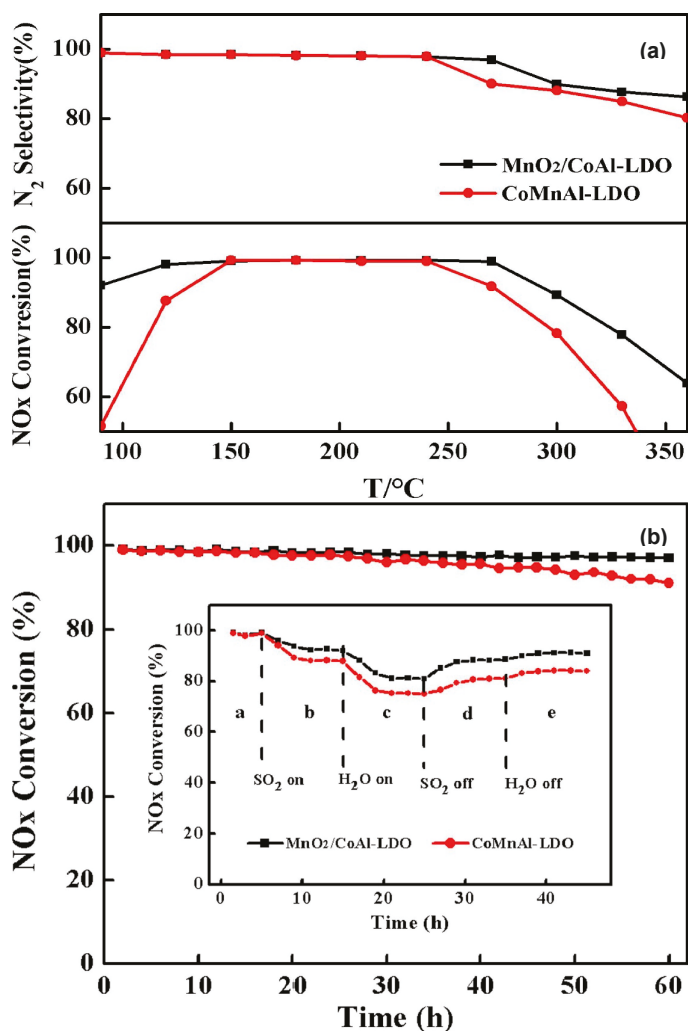 (a)
N2 Selectivity(%)
100
80
60
MnO2/CoAl-LDO
CoMnAl-LDO
NOx Convresion(%)
100
80
60
100 150 200 250 300 350
T/°C
(b)
NOx Conversion (%)
100
80
60
40
20
0
NOx Conversion (%)
100
80
60
40
20
0
a b c d e
SO2 on H2O on SO2 off H2O off
MnO2/CoAl-LDO CoMnAl-LDO
0 10 20 30 40
Time (h)
0 10 20 30 40 50 60
Time (h)